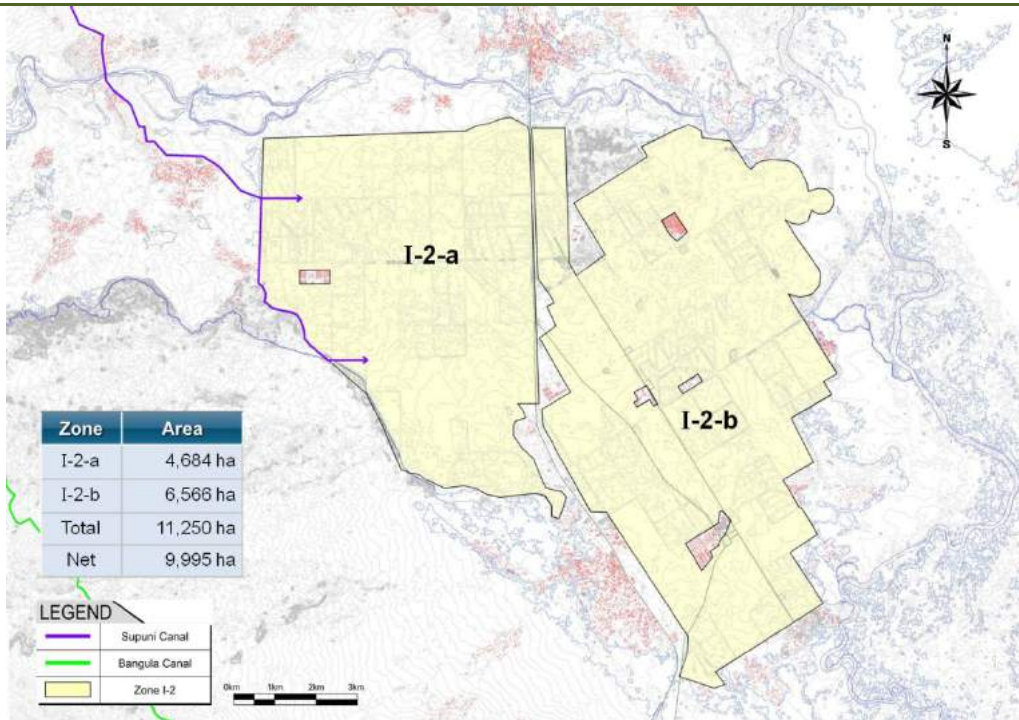 N
S
I-2-a
I-2-b
Zone Area
I-2-a 4,684 ha
I-2-b 6,566 ha
Total 11,250 ha
Net 9,995 ha
LEGEND
Supuni Canal
Bangula Canal
Zone I-2
0km 1km 2km 3km